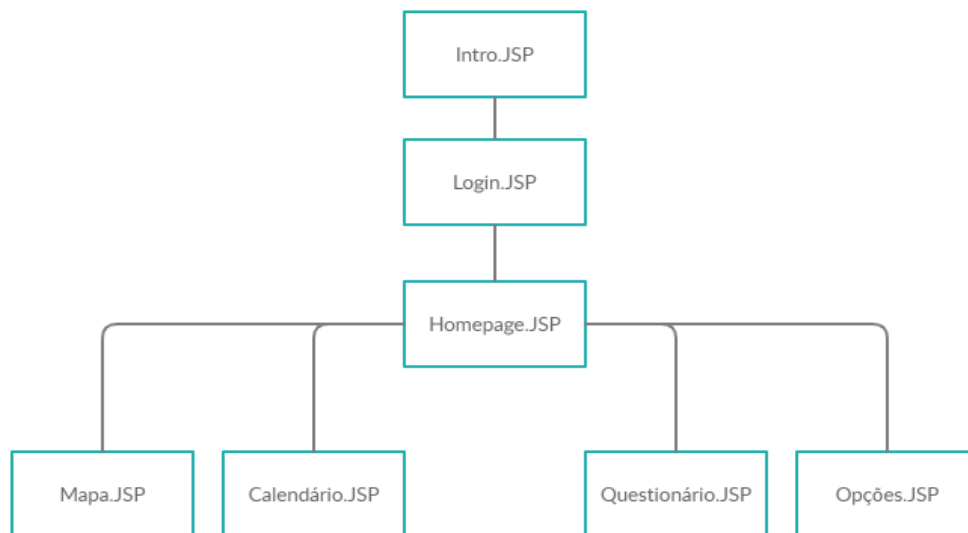 Intro.JSP
Login.JSP
Homepage.JSP
Mapa.JSP
Calendário.JSP
Questionário.JSP
Opções.JSP